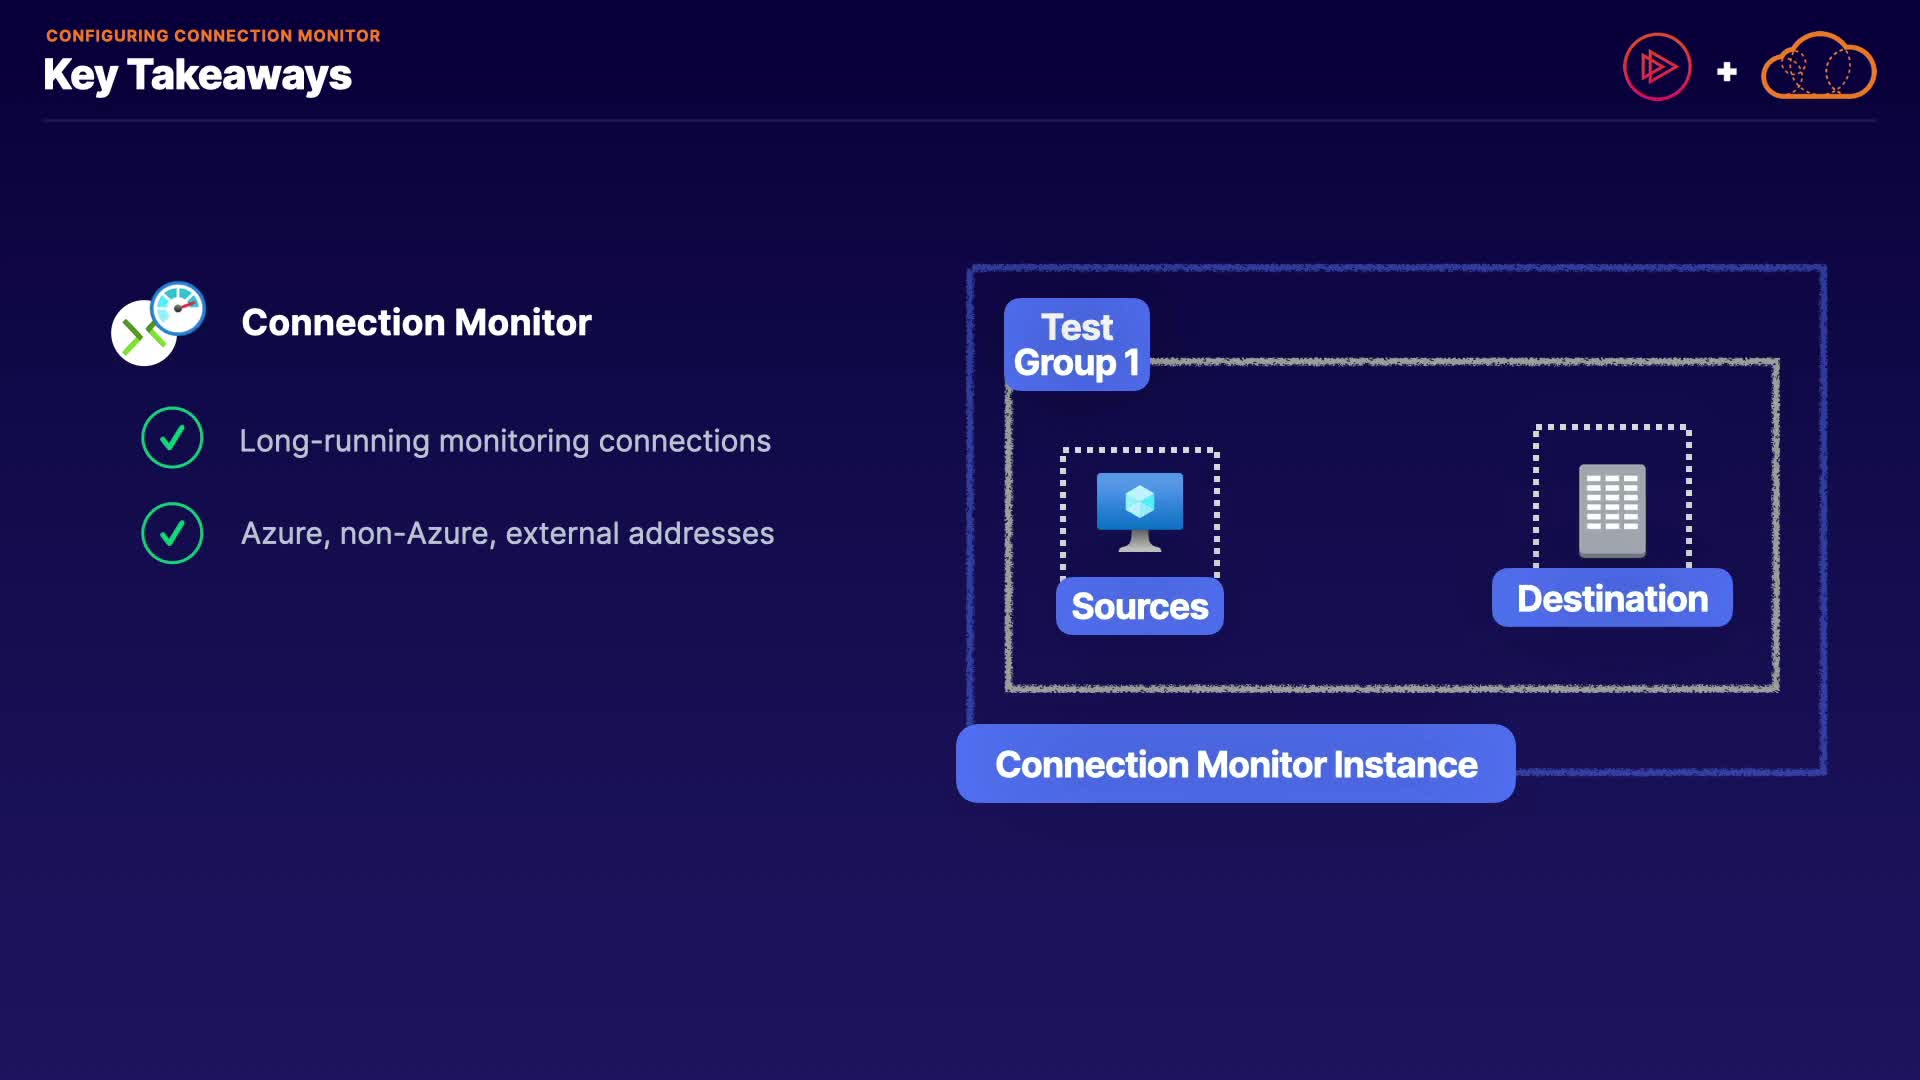 CONFIGURING CONNECTION MONITOR
Key Takeaways
Connection Monitor
Long-running monitoring connections
Azure, non-Azure, external addresses
Test
Group 1
Sources
Destination
Connection Monitor Instance